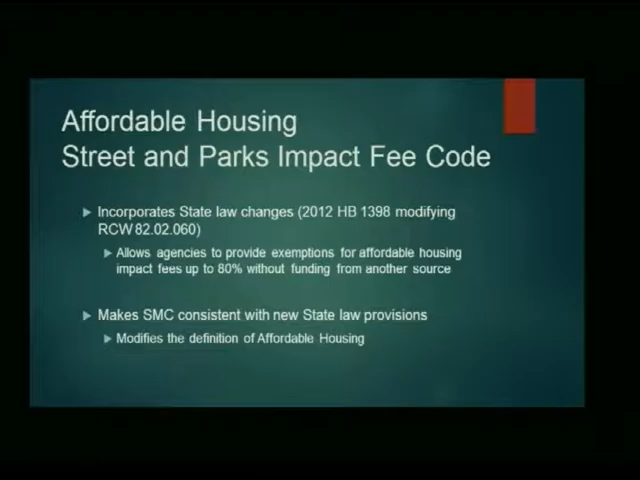 Affordable Housing
Street and Parks Impact Fee Code
Incorporates State law changes (2012 HB 1398 modifying
RCW 82.02.060)
Allows agencies to provide exemptions for affordable housing
impact fees up to 80% without funding from another source
Makes SMC consistent with new State law provisions
Modifies the definition of Affordable Housing